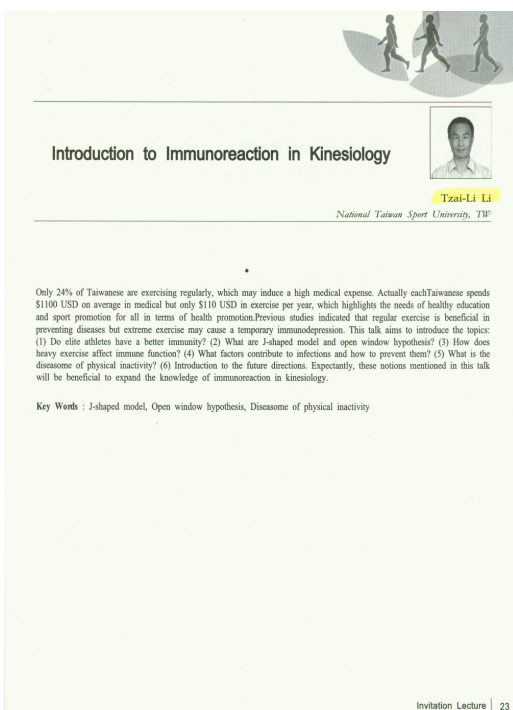 Introduction to Immunoreaction in Kinesiology
Tzai-Li Li
National Taiwan Sport University, TW
Only 24% of Taiwanese are exercising regularly, which may induce a high medical expense. Actually eachTaiwanese spends
$1100 USD on average in medical but only $110 USD in exercise per year, which highlights the needs of healthy education
and sport promotion for all in terms of health promotion.Previous studies indicated that regular exercise is beneficial in
preventing diseases but extreme exercise may cause a temporary immunodepression. This talk aims to introduce the topics:
(1) Do elite athletes have a better immunity? (2) What are J-shaped model and open window hypothesis? (3) How does
heavy exercise affect immune function? (4) What factors contribute to infections and how to prevent them? (5) What is the
diseasome of physical inactivity? (6) Introduction to the future directions. Expectantly, these notions mentioned in this talk
will be beneficial to expand the knowledge of immunoreaction in kinesiology.
Key Words : J-shaped model, Open window hypothesis, Diseasome of physical inactivity
Invitation Lecture | 23